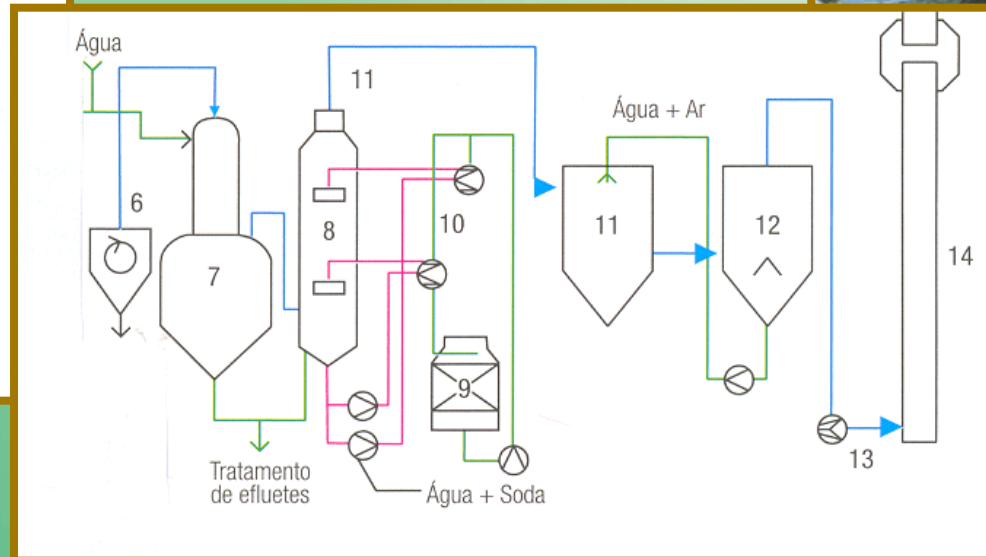 Água
11
Água + Ar
6
8
10
11
12
7
14
9
13
Tratamento
de efluetes
Água + Soda